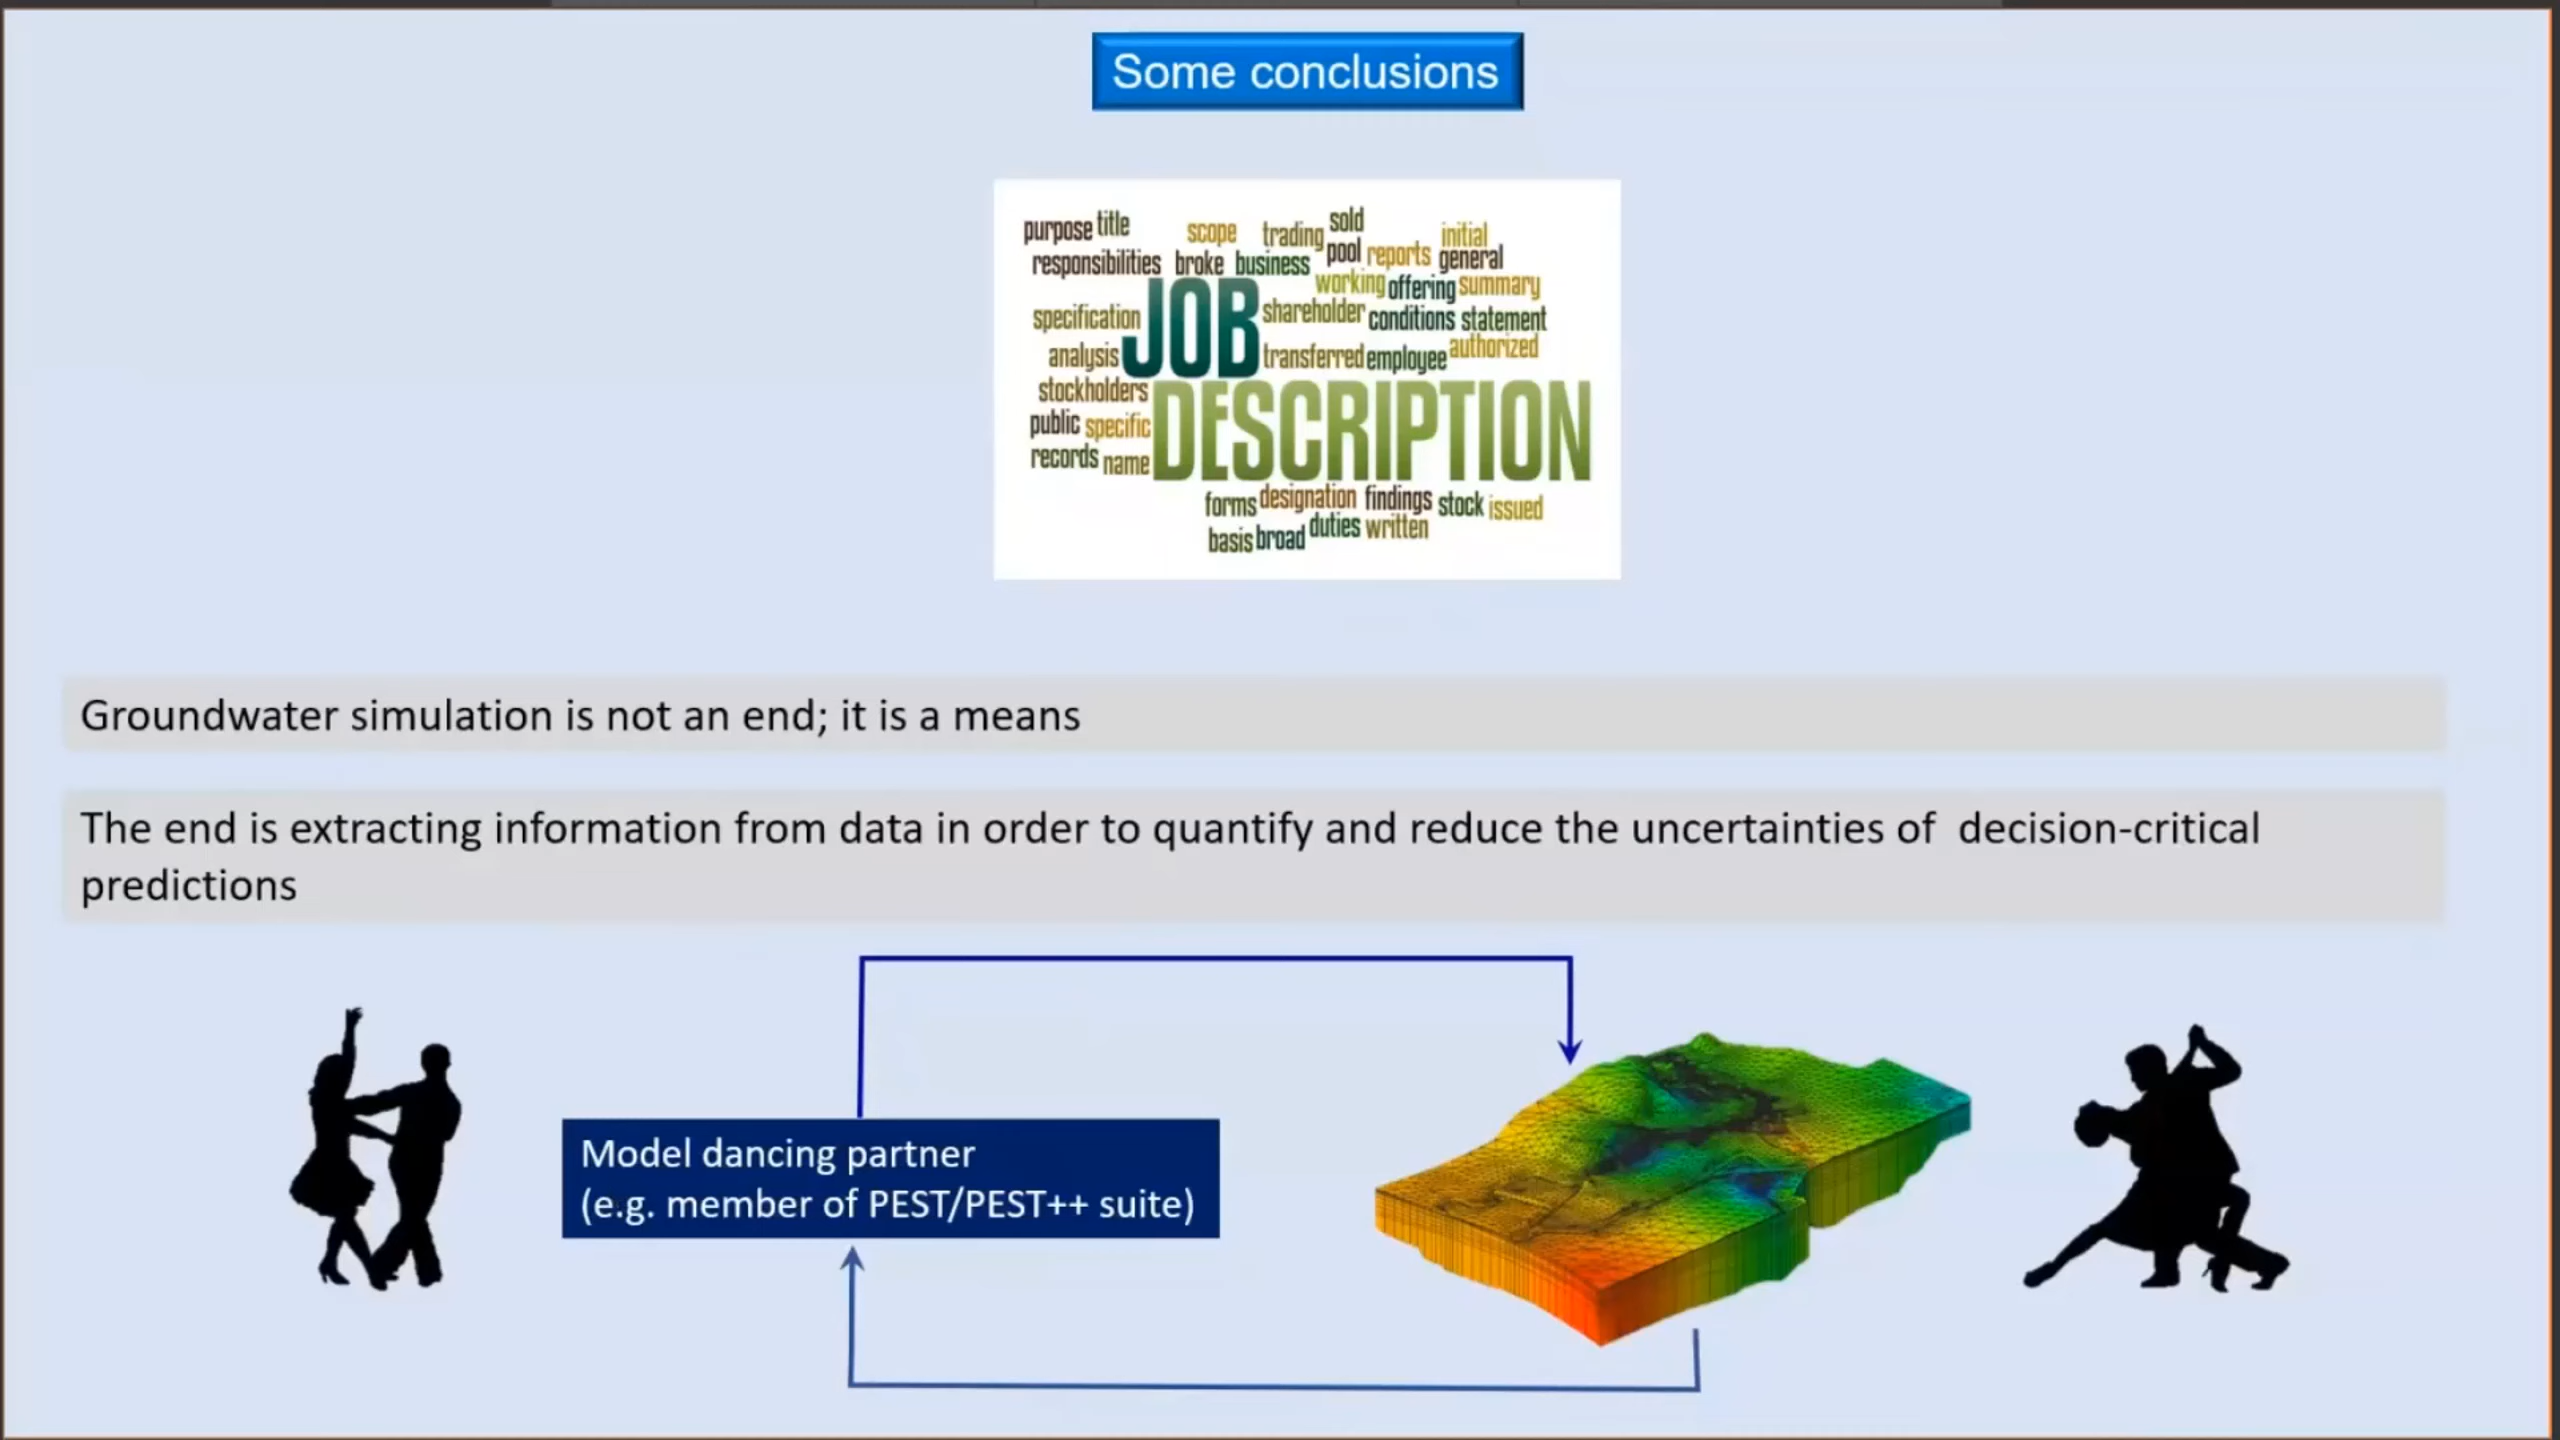 Some conclusions
purpose title scope trading sold initial
responsibilities broke business pool reports general
working offering summary
specification JOB shareholder conditions statement
analysis transferred employee authorized
stockholders
public specific DESCRIPTION
records name
forms designation findings stock issued
basis broad duties written
Groundwater simulation is not an end; it is a means
The end is extracting information from data in order to quantify and reduce the uncertainties of decision-critical
predictions
Model dancing partner
(e.g. member of PEST/PEST++ suite)